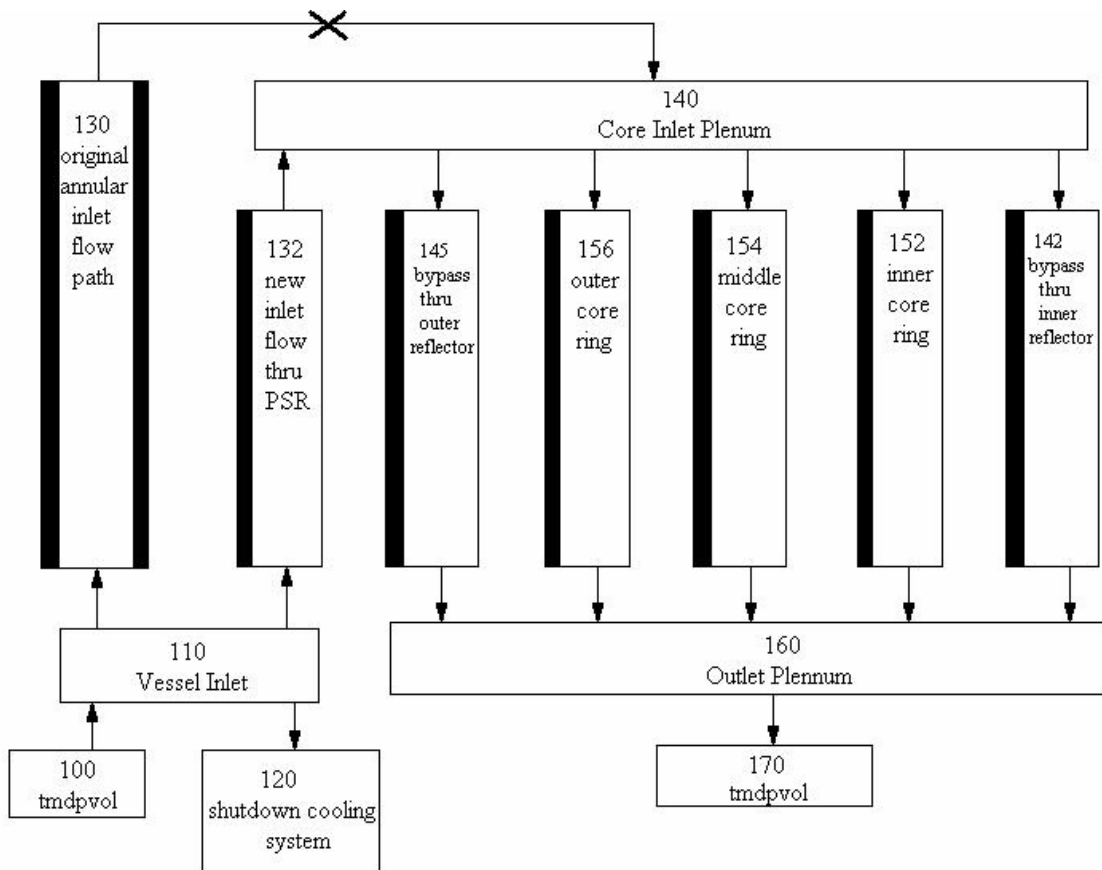 140
Core Inlet Plenum
130
original
annular
inlet
flow
path
132
new
inlet
flow
thru
PSR
145
bypass
thru
outer
reflector
156
outer
core
ring
154
middle
core
ring
152
inner
core
ring
142
bypass
thru
inner
reflector
110
Vessel Inlet
160
Outlet Plennum
100
tmdpvol
120
shutdown cooling
system
170
tmdpvol